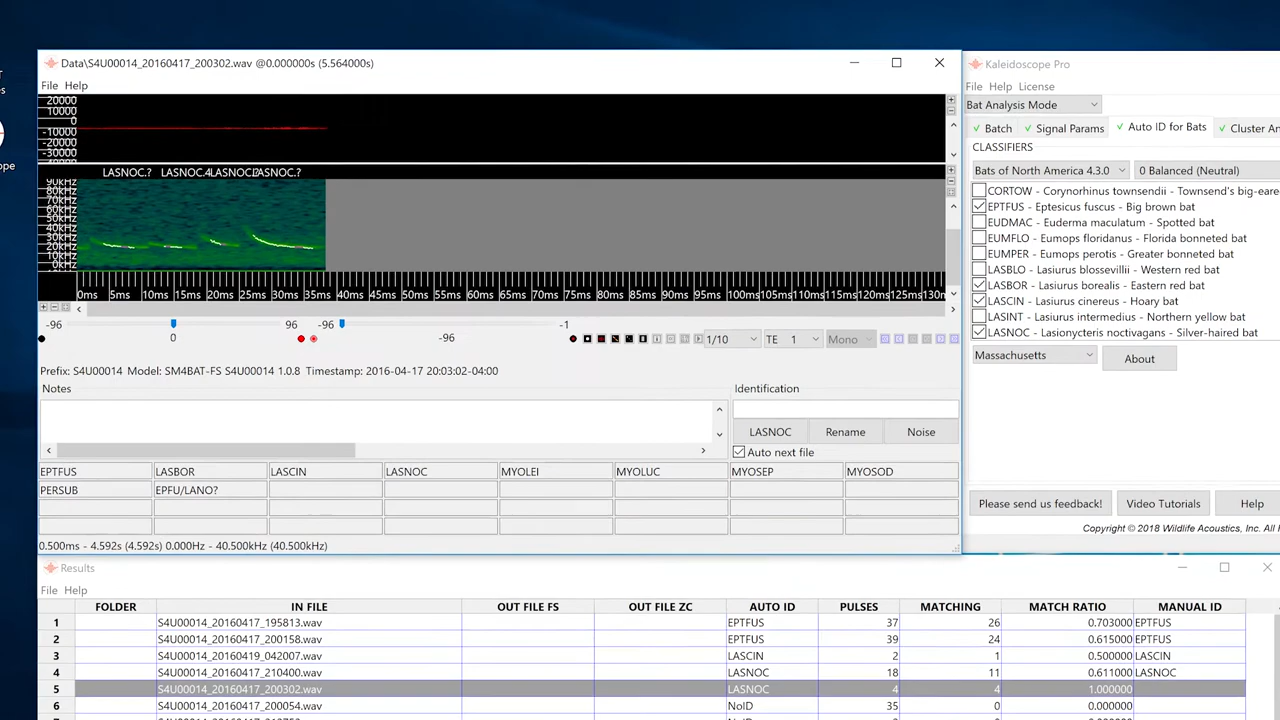 Data\S4U00014_20160417_200302.wav @0.000000s (5.564000s)
File Help
20000
10000
0
-10000
-20000
-30000
LASNOC.? LASNOC. LASNOC.?
90kHz
80kHz
70kHz
60kHz
50kHz
40kHz
30kHz
20kHz
10kHz
0kHz
0ms 5ms 10ms 15ms 20ms 25ms 30ms 35ms 40ms 45ms 50ms 55ms 60ms 65ms 70ms 75ms 80ms 85ms 90ms 95ms 100ms 105ms 110ms 115ms 120ms 125ms 130m
-96 96 -96 -1
0 -96
1/10 TE 1 Mono
Prefix: S4U00014 Model: SM4BAT-FS S4U00014 1.0.8 Timestamp: 2016-04-17 20:03:02-04:00
Notes
Identification
LASNOC Rename Noise
Auto next file
EPTFUS LASBOR LASCIN LASNOC MYOLEI MYOLUC MYOSEP MYOSOD
PERSUB EPFU/LANO?
0.500ms - 4.592s (4.592s) 0.000Hz - 40.500kHz (40.500kHz)
Kaleidoscope Pro
File Help License
Bat Analysis Mode
Batch Signal Params Auto ID for Bats Cluster An
CLASSIFIERS
Bats of North America 4.3.0 0 Balanced (Neutral)
CORTOW - Corynorhinus townsendii - Townsend's big-eare
EPTFUS - Eptesicus fuscus - Big brown bat
EUDMAC - Euderma maculatum - Spotted bat
EUMFLO - Eumops floridanus - Florida bonneted bat
EUMPER - Eumops perotis - Greater bonneted bat
LASBLO - Lasiurus blossevillii - Western red bat
LASBOR - Lasiurus borealis - Eastern red bat
LASCIN - Lasiurus cinereus - Hoary bat
LASINT - Lasiurus intermedius - Northern yellow bat
LASNOC - Lasionycteris noctivagans - Silver-haired bat
Massachusetts About
Please send us feedback! Video Tutorials Help
Copyright © 2018 Wildlife Acoustics, Inc. All
Results
File Help
FOLDER IN FILE OUT FILE FS OUT FILE ZC AUTO ID PULSES MATCHING MATCH RATIO MANUAL ID
1 S4U00014_20160417_195813.wav EPTFUS 37 26 0.703000 EPTFUS
2 S4U00014_20160417_200158.wav EPTFUS 39 24 0.615000 EPTFUS
3 S4U00014_20160419_042007.wav LASCIN 2 1 0.500000 LASCIN
4 S4U00014_20160417_210400.wav LASNOC 18 11 0.611000 LASNOC
5 S4U00014_20160417_200302.wav LASNOC 4 4 1.000000
6 S4U00014_20160417_200054.wav NoID 35 0 0.000000